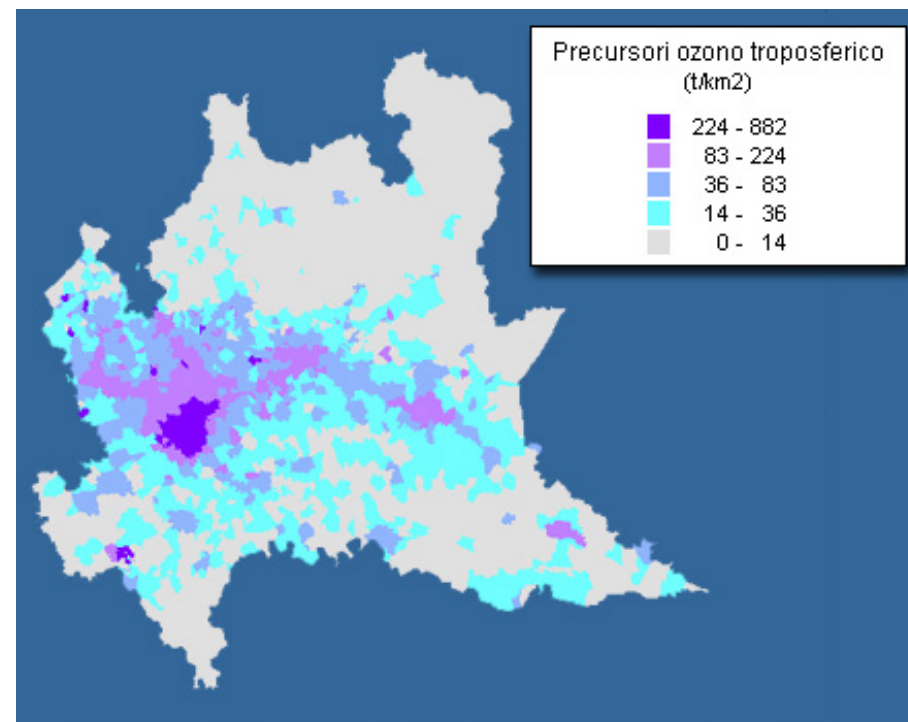 Precursori ozono troposferico
(t/km2)
224 - 882
83 - 224
36 - 83
14 - 36
0 - 14